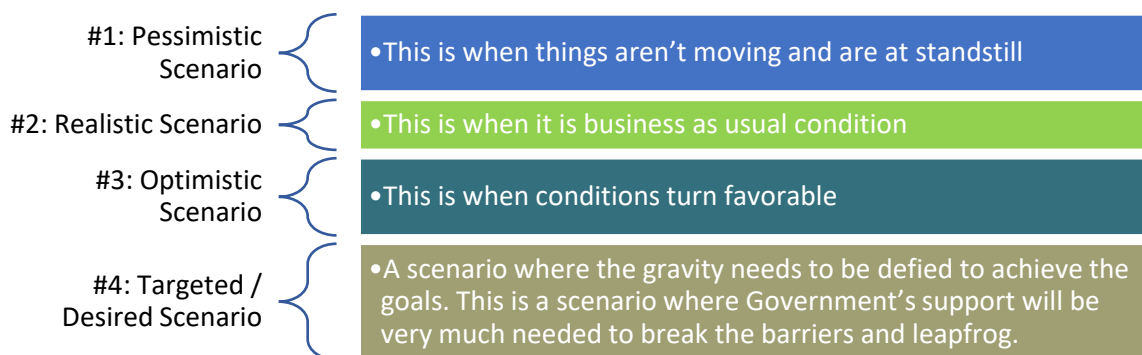 #1: Pessimistic
Scenario
•This is when things aren’t moving and are at standstill
#2: Realistic Scenario
•This is when it is business as usual condition
#3: Optimistic
Scenario
•This is when conditions turn favorable
#4: Targeted /
Desired Scenario
•A scenario where the gravity needs to be defied to achieve the
goals. This is a scenario where Government’s support will be
very much needed to break the barriers and leapfrog.